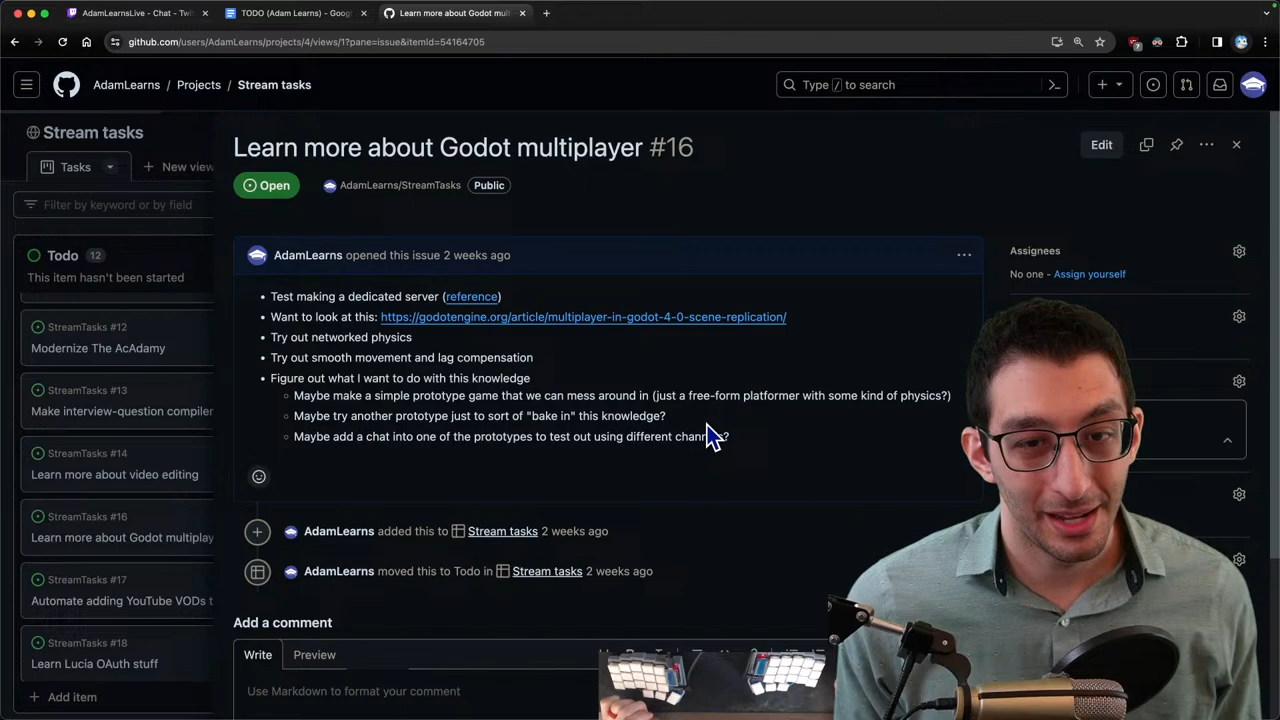 AdamLearnsLive - Chat - Twit
TODO (Adam Learns) - Goog
Learn more about Godot mult
github.com/users/AdamLearns/projects/4/views/1?pane=issue&itemId=54164705
AdamLearns / Projects / Stream tasks
Type / to search
Stream tasks
Tasks
New view
Filter by keyword or by field
Todo 12
This item hasn't been started
StreamTasks #12
Modernize The AcAdamy
StreamTasks #13
Make interview-question compiler
StreamTasks #14
Learn more about video editing
StreamTasks #16
Learn more about Godot multiplay
StreamTasks #17
Automate adding YouTube VODs t
StreamTasks #18
Learn Lucia OAuth stuff
Add item
Learn more about Godot multiplayer #16
Edit
Open
AdamLearns/StreamTasks
Public
AdamLearns opened this issue 2 weeks ago
Test making a dedicated server (reference)
Want to look at this: https://godotengine.org/article/multiplayer-in-godot-4-0-scene-replication/
Try out networked physics
Try out smooth movement and lag compensation
Figure out what I want to do with this knowledge
Maybe make a simple prototype game that we can mess around in (just a free-form platformer with some kind of physics?)
Maybe try another prototype just to sort of "bake in" this knowledge?
Maybe add a chat into one of the prototypes to test out using different chan ?
AdamLearns added this to Stream tasks 2 weeks ago
AdamLearns moved this to Todo in Stream tasks 2 weeks ago
Add a comment
Write
Preview
Use Markdown to format your comment
Assignees
No one - Assign yourself